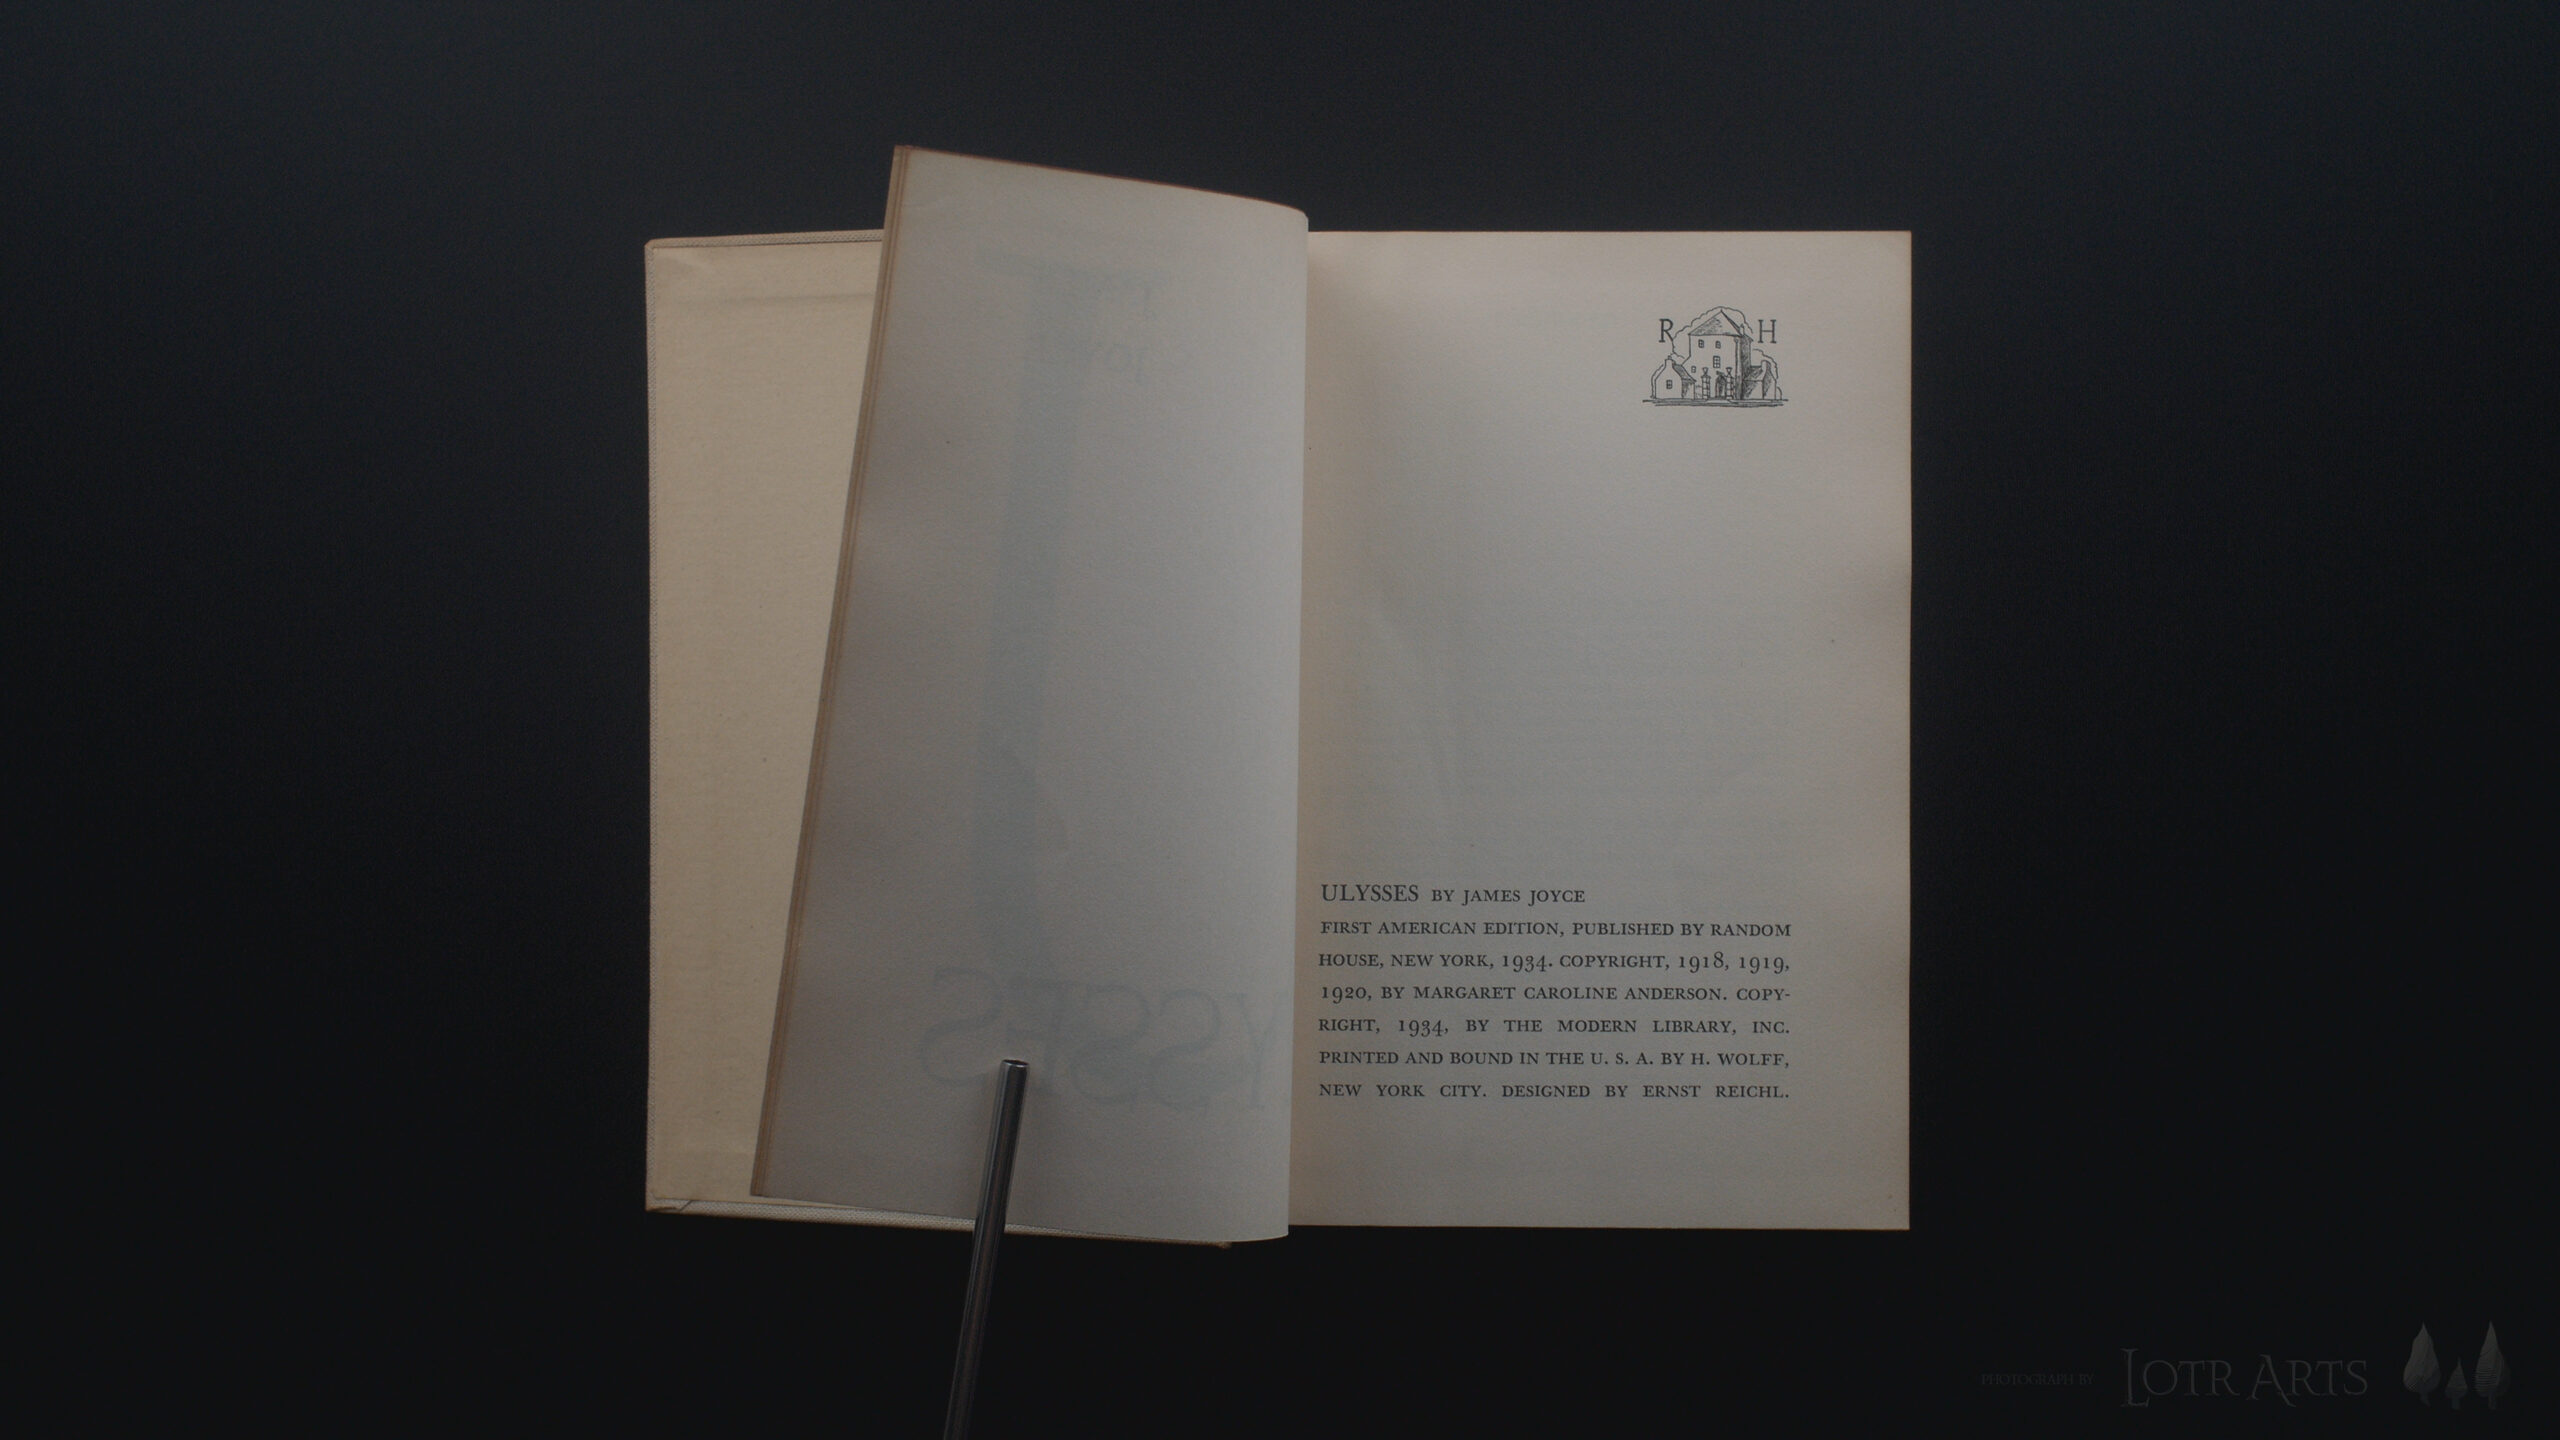 R H
ULYSSES BY JAMES JOYCE
FIRST AMERICAN EDITION, PUBLISHED BY RANDOM
HOUSE, NEW YORK, 1934. COPYRIGHT, 1918, 1919,
1920, BY MARGARET CAROLINE ANDERSON. COPY-
RIGHT, 1934, BY THE MODERN LIBRARY, INC.
PRINTED AND BOUND IN THE U. S. A. BY H. WOLFF,
NEW YORK CITY. DESIGNED BY ERNST REICHL.
YSSES
PHOTOGRAPH BY LOTR ARTS